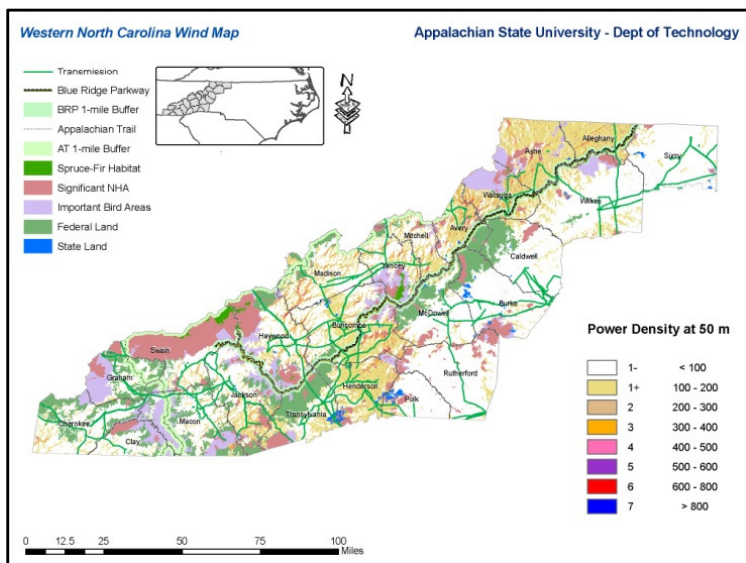 Western North Carolina Wind Map
Appalachian State University - Dept of Technology
Transmission
Blue Ridge Parkway
BRP 1-mile Buffer
Appalachian Trail
AT 1-mile Buffer
Spruce-Fir Habitat
Significant NHA
Important Bird Areas
Federal Land
State Land
N
Alleghany
Ashe
Surry
Watauga
Wilkes
Avery
Mitchell
Caldwell
Yancey
Madison
Burke
McDowell
Buncombe
Haywood
Swain
Rutherford
Graham
Henderson
Jackson
Polk
Transylvania
Macon
Cherokee
Clay
Power Density at 50 m
1- < 100
1+ 100 - 200
2 200 - 300
3 300 - 400
4 400 - 500
5 500 - 600
6 600 - 800
7 > 800
0 12.5 25 50 75 100
Miles